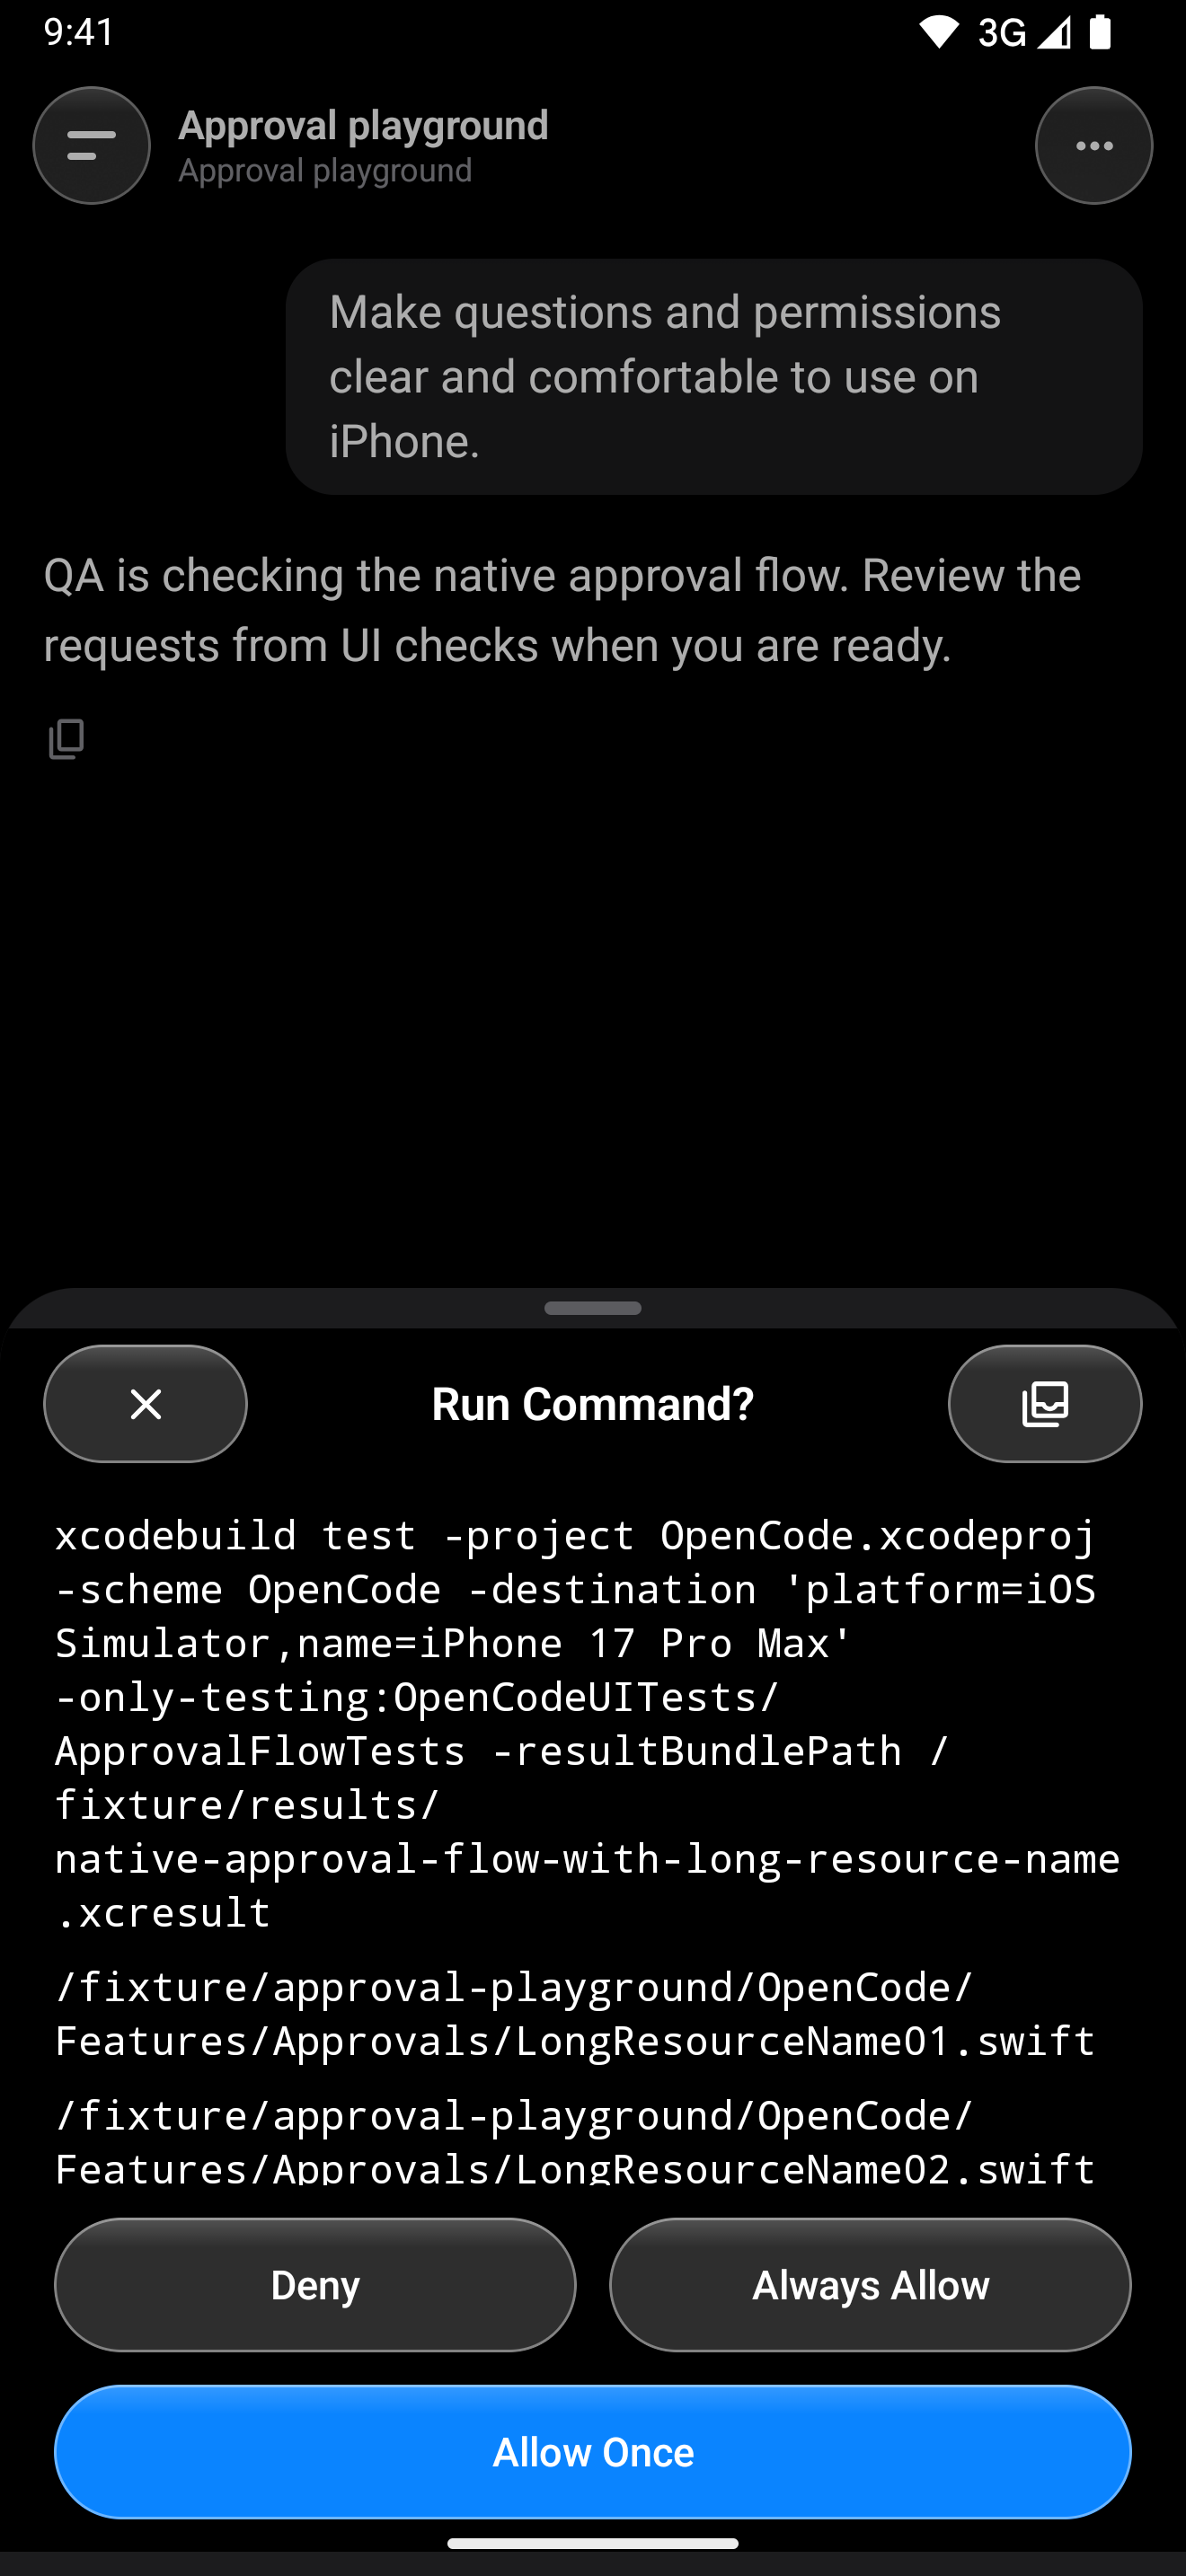 9:41
3G
Approval playground
Approval playground
Make questions and permissions
clear and comfortable to use on
iPhone.
QA is checking the native approval flow. Review the
requests from UI checks when you are ready.
Run Command?
xcodebuild test -project OpenCode.xcodeproj
-scheme OpenCode -destination 'platform=iOS
Simulator,name=iPhone 17 Pro Max'
-only-testing:OpenCodeUITests/
ApprovalFlowTests -resultBundlePath /
fixture/results/
native-approval-flow-with-long-resource-name
.xcresult
/fixture/approval-playground/OpenCode/
Features/Approvals/LongResourceName01.swift
/fixture/approval-playground/OpenCode/
Features/Approvals/LongResourceName02.swift
Deny
Always Allow
Allow Once